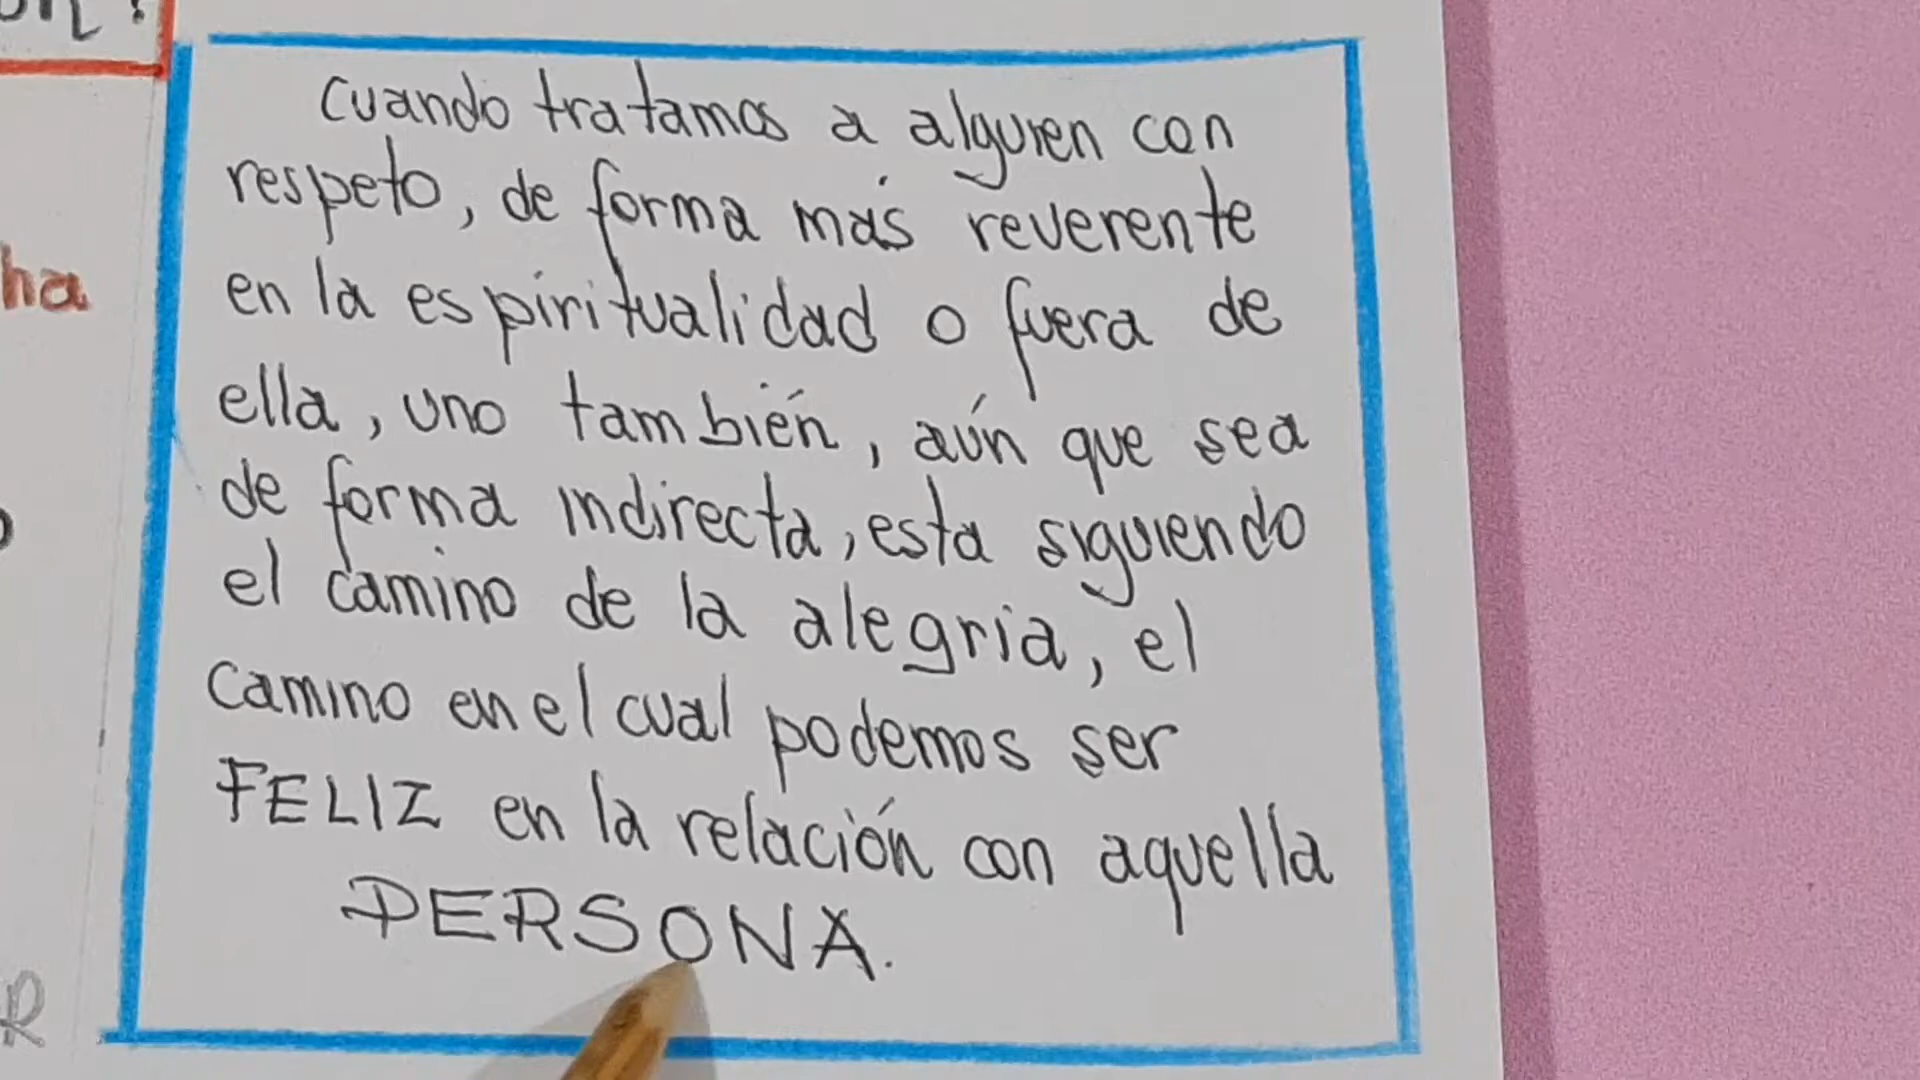 cuando tratamos a alguien con
respeto, de forma más reverente
en la espiritualidad o fuera de
ella, uno también, aún que sea
de forma indirecta, esta siguiendo
el camino de la alegria, el
camino en el cual podemos ser
FELIZ en la relación con aquella
PERSONA.
ha
R